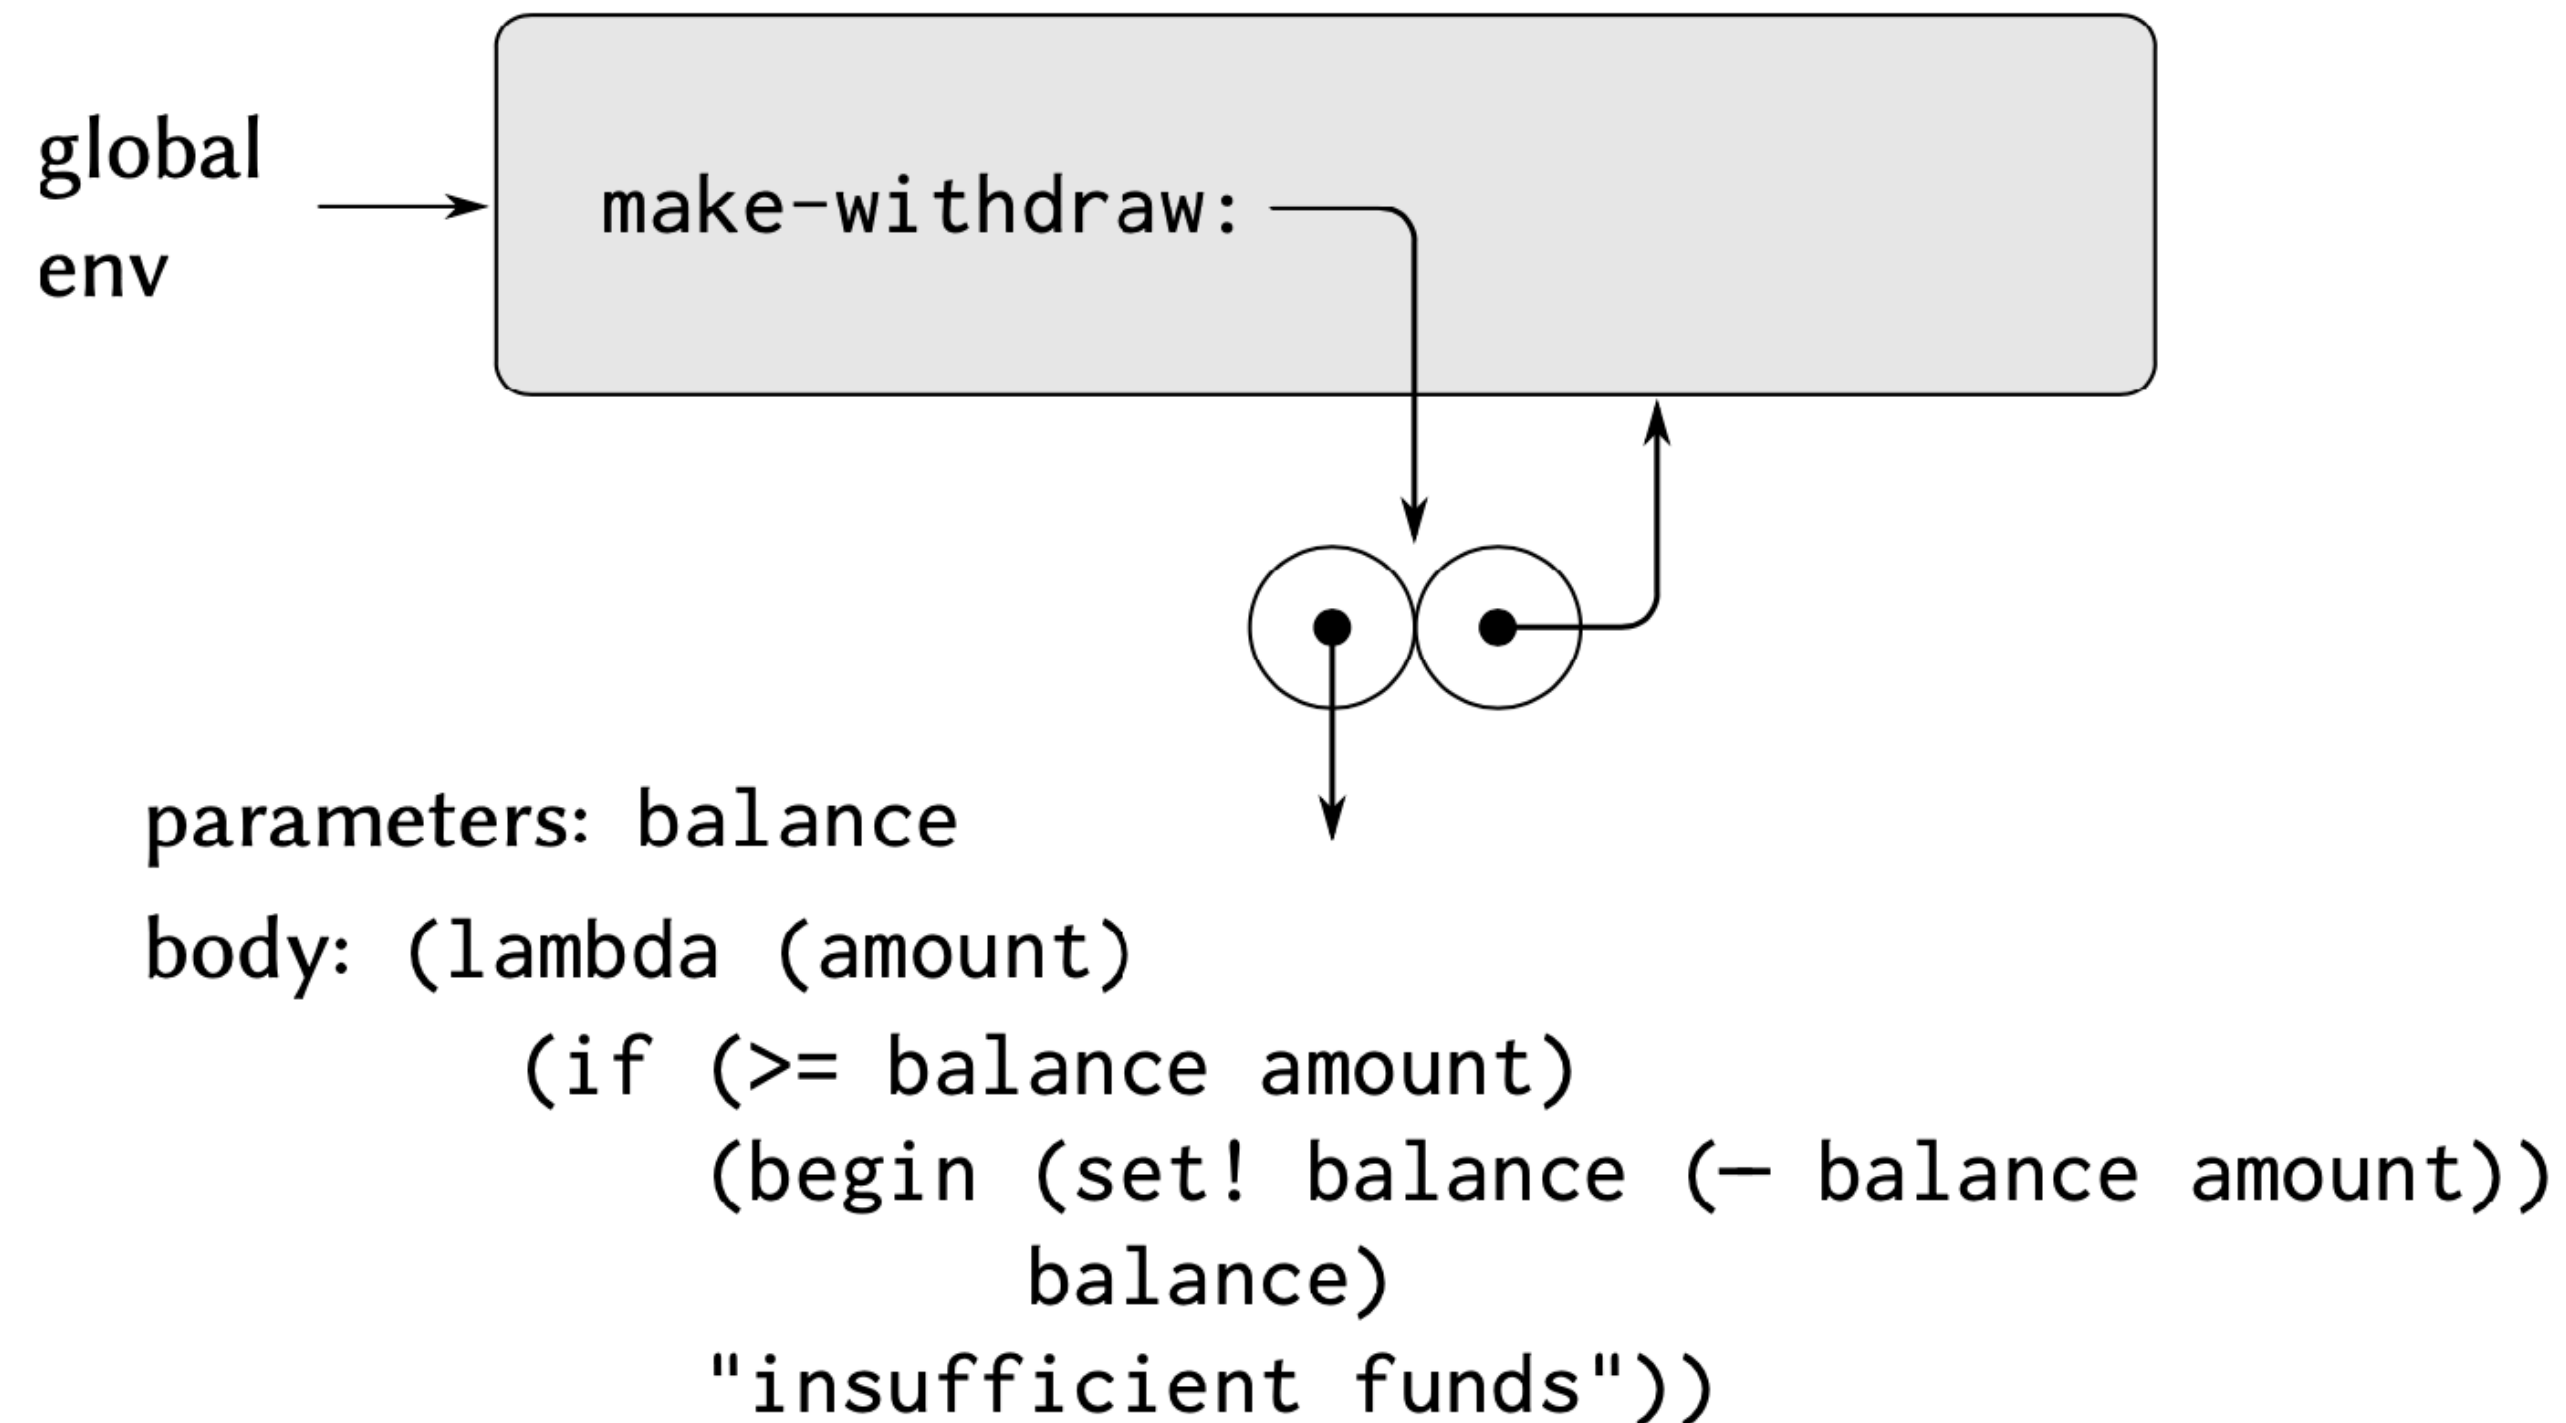 global
env
make-withdraw:
parameters: balance
body: (lambda (amount)
(if (>= balance amount)
(begin (set! balance (— balance amount))
balance)
"insufficient funds"))